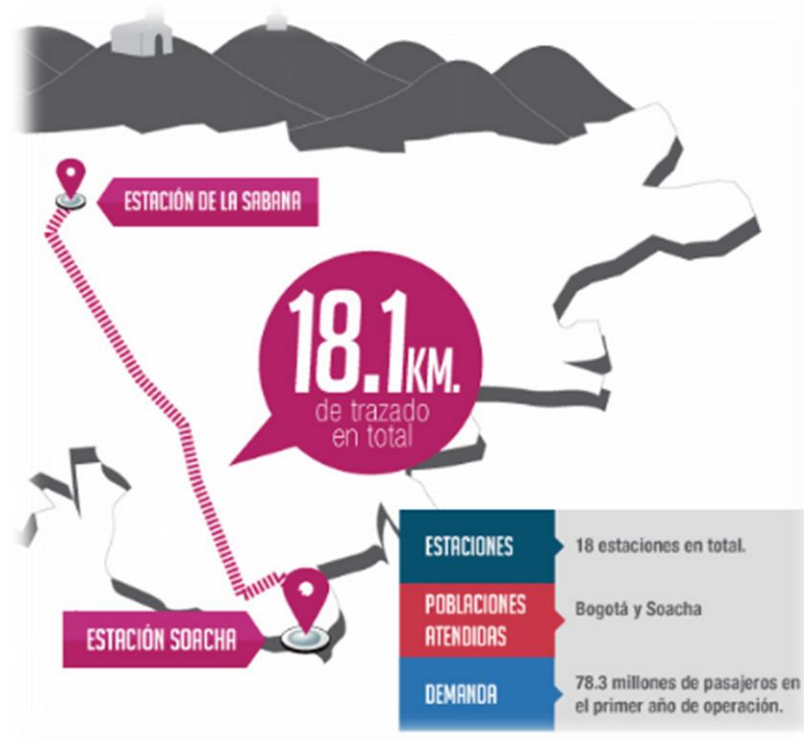 ESTACIÓN DE LA SABANA
18.1KM.
de trazado
en total
ESTACIÓN SOACHA
ESTACIONES
18 estaciones en total.
POBLACIONES
ATENDIDAS
Bogotá y Soacha
DEMANDA
78.3 millones de pasajeros en
el primer año de operación.